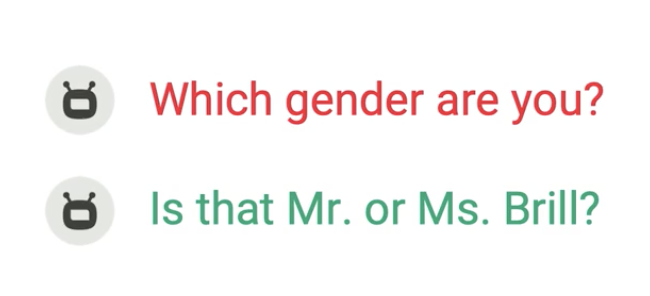 Which gender are you?
Is that Mr. or Ms. Brill?